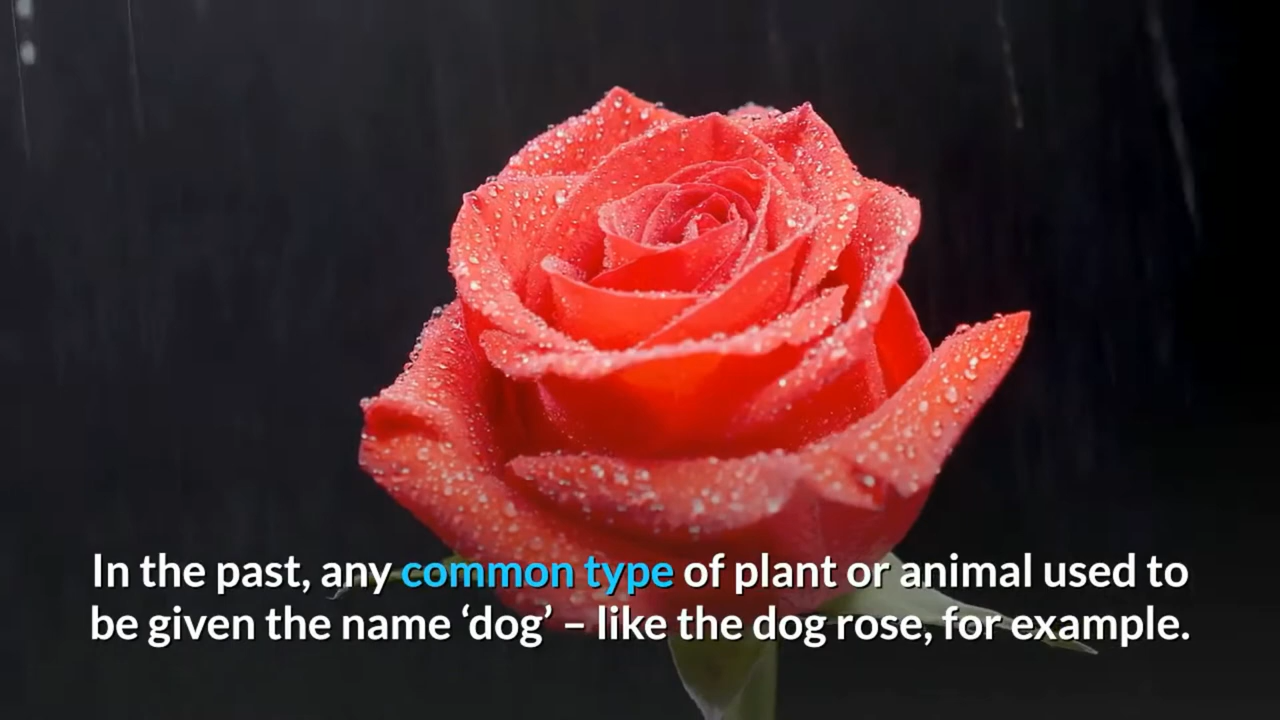 In the past, any common type of plant or animal used to
be given the name ‘dog’ – like the dog rose, for example.